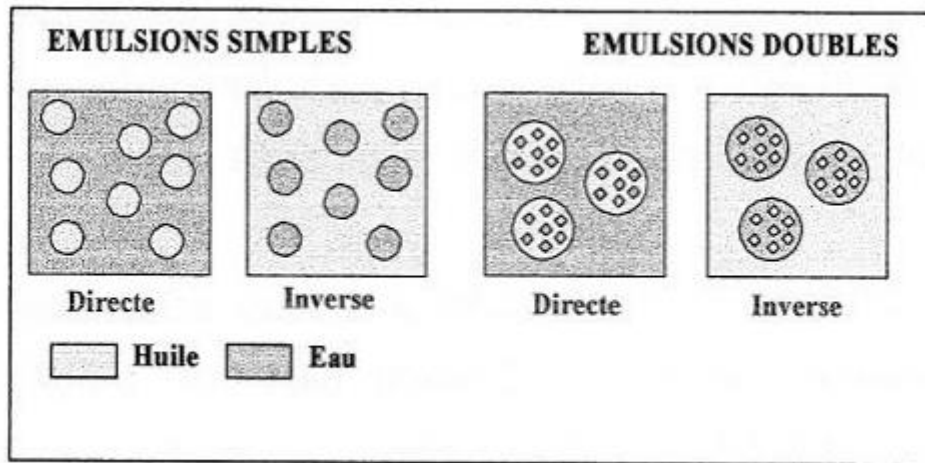 EMULSIONS SIMPLES
EMULSIONS DOUBLES
Directe
Inverse
Directe
Inverse
Huile
Eau